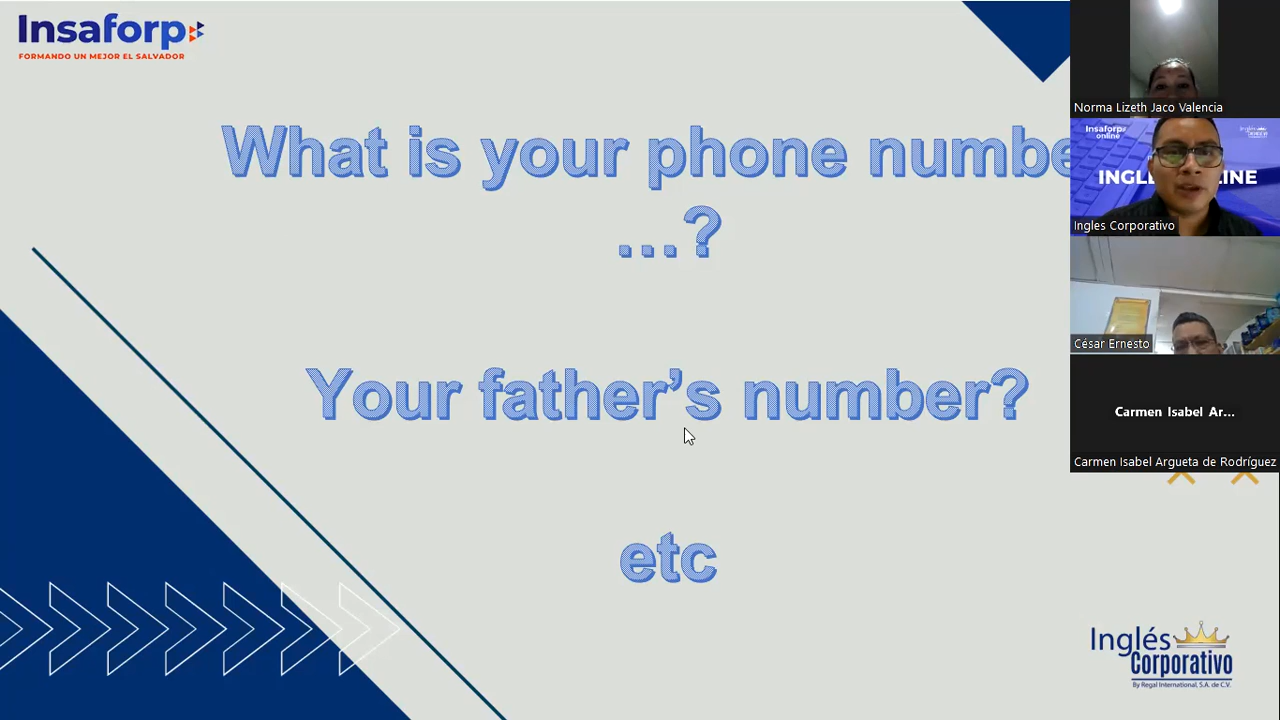 Insaforp
FORMANDO UN MEJOR EL SALVADOR
What is your phone numbe
...?
Your father's number?
etc
Norma Lizeth Jaco Valencia
Insaforp
online
INGL LINE
Ingles Corporativo
César Ernesto
Carmen Isabel Ar...
Carmen Isabel Argueta de Rodríguez
Inglés
Corporativo
By Regal International, S.A. de C.V.